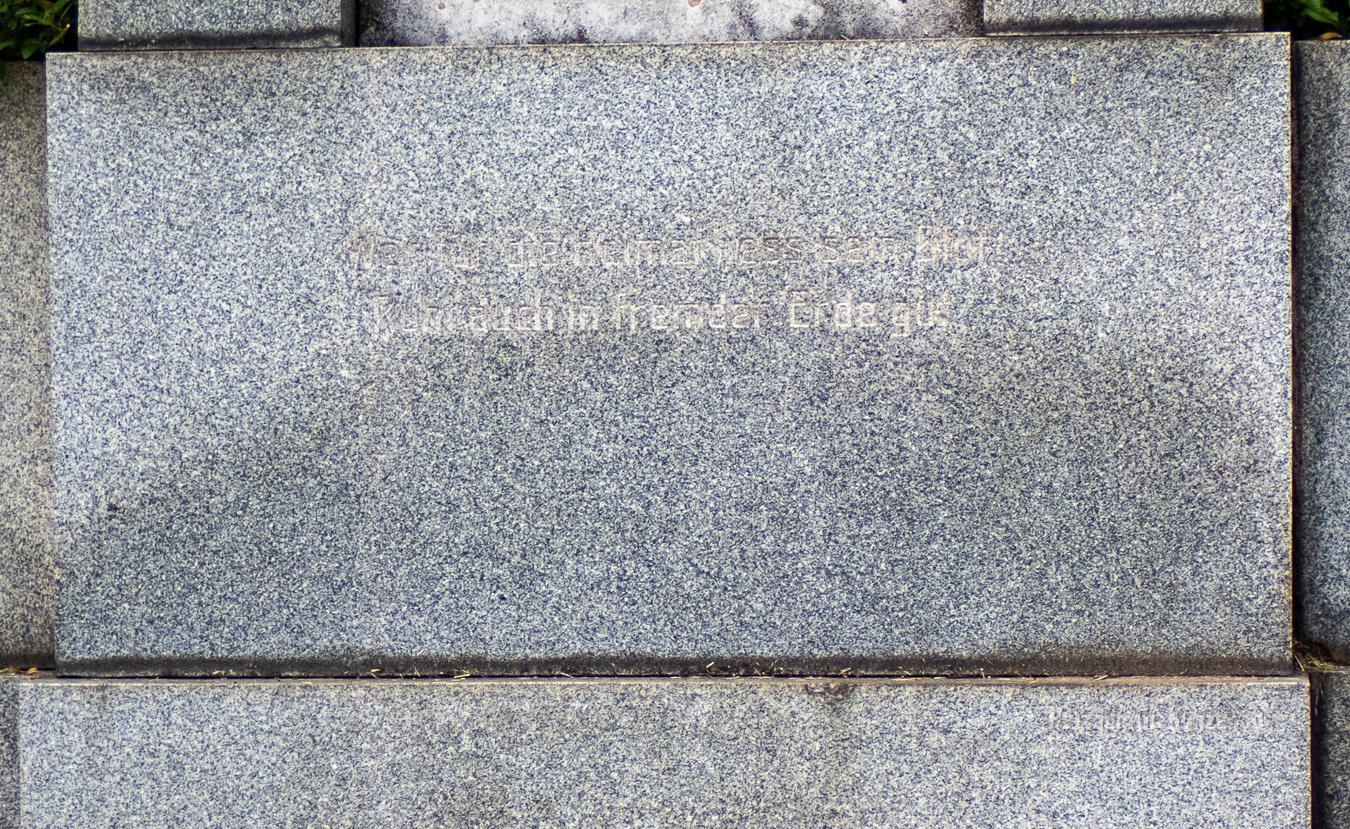 Wer für die Heimat liess sein Blut
Ruht auch in fremder Erde gut